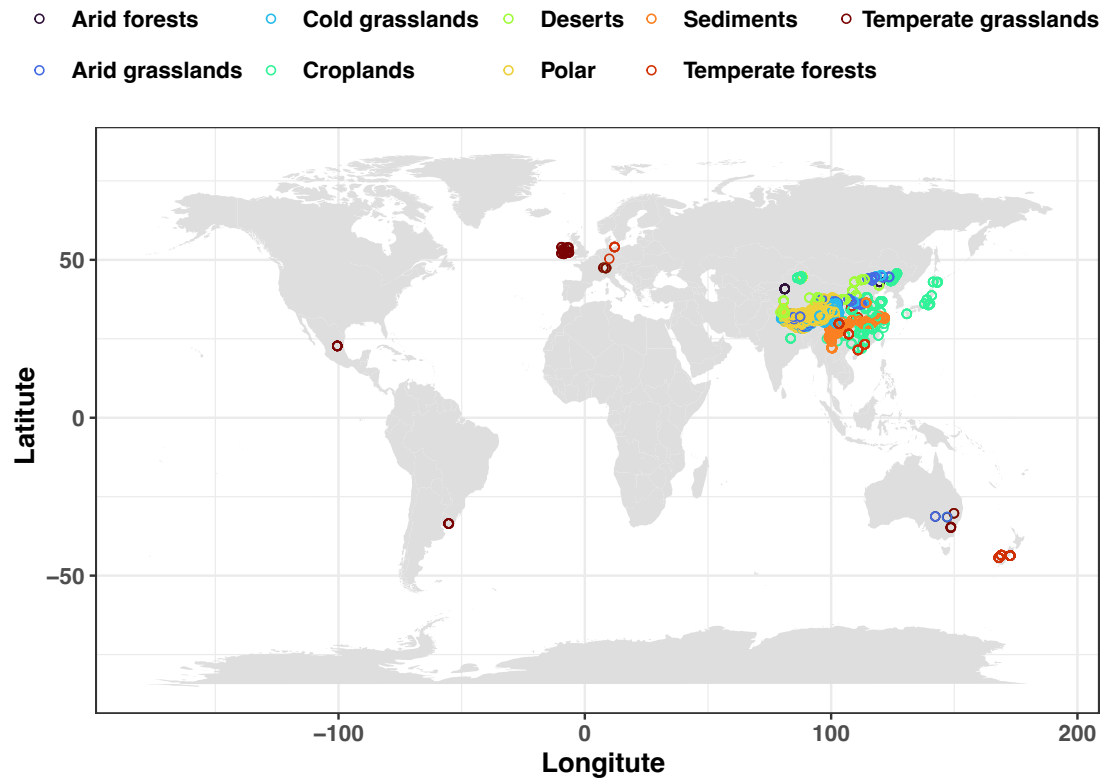 Arid forests Cold grasslands Deserts Sediments Temperate grasslands
Arid grasslands Croplands Polar Temperate forests
50
0
−50
Latitute
−100 0 100 200
Longitute